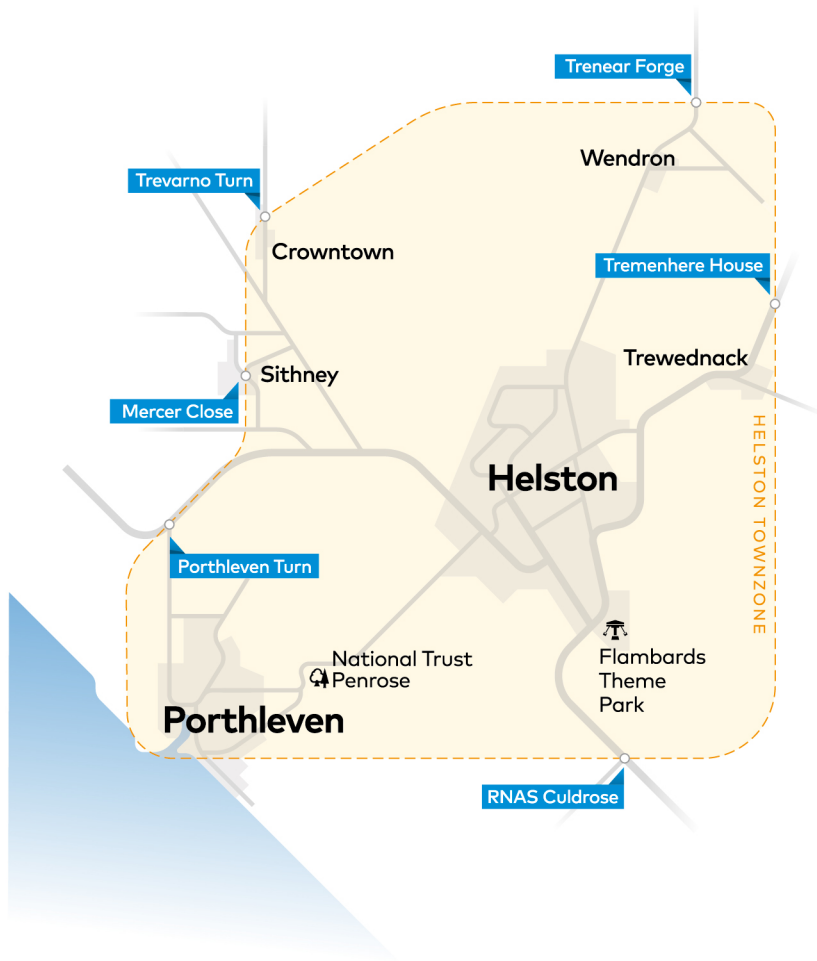 Trenear Forge
Wendron
Trevarno Turn
Crowntown
Tremenhere House
Trewednack
Sithney
Mercer Close
HELSTON TOWNZONE
Helston
Porthleven Turn
National Trust
Penrose
Flambards
Theme
Park
Porthleven
RNAS Culdrose